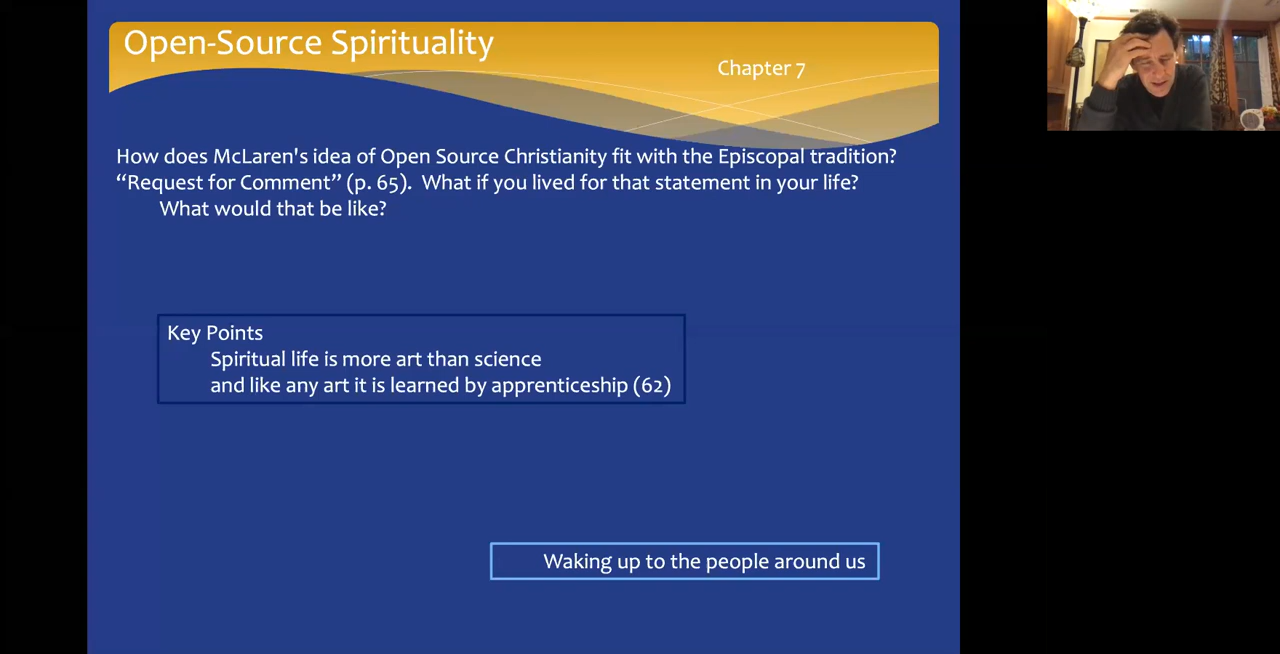 Open-Source Spirituality
Chapter 7
How does McLaren's idea of Open Source Christianity fit with the Episcopal tradition?
“Request for Comment” (p. 65).  What if you lived for that statement in your life?
What would that be like?
Key Points
Spiritual life is more art than science
and like any art it is learned by apprenticeship (62)
Waking up to the people around us